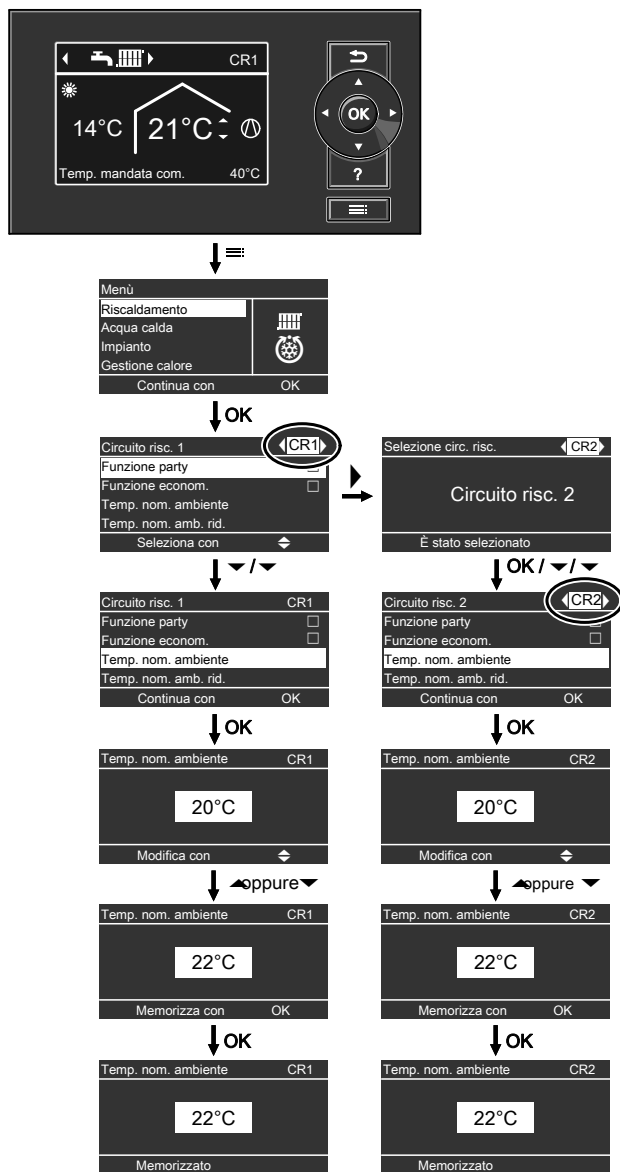 CR1
14°C 21°C
Temp. mandata com. 40°C
OK
?
Menù
Riscaldamento
Acqua calda
Impianto
Gestione calore
Continua con OK
OK
Circuito risc. 1 CR1
Funzione party
Funzione econom.
Temp. nom. ambiente
Temp. nom. amb. rid.
Seleziona con
Selezione circ. risc. CR2
Circuito risc. 2
È stato selezionato
/
OK / /
Circuito risc. 1 CR1
Funzione party
Funzione econom.
Temp. nom. ambiente
Temp. nom. amb. rid.
Continua con OK
Circuito risc. 2 CR2
Funzione party
Funzione econom.
Temp. nom. ambiente
Temp. nom. amb. rid.
Continua con OK
OK
OK
Temp. nom. ambiente CR1
20°C
Modifica con
Temp. nom. ambiente CR2
20°C
Modifica con
oppure
oppure
Temp. nom. ambiente CR1
22°C
Memorizza con OK
Temp. nom. ambiente CR2
22°C
Memorizza con OK
OK
OK
Temp. nom. ambiente CR1
22°C
Memorizzato
Temp. nom. ambiente CR2
22°C
Memorizzato